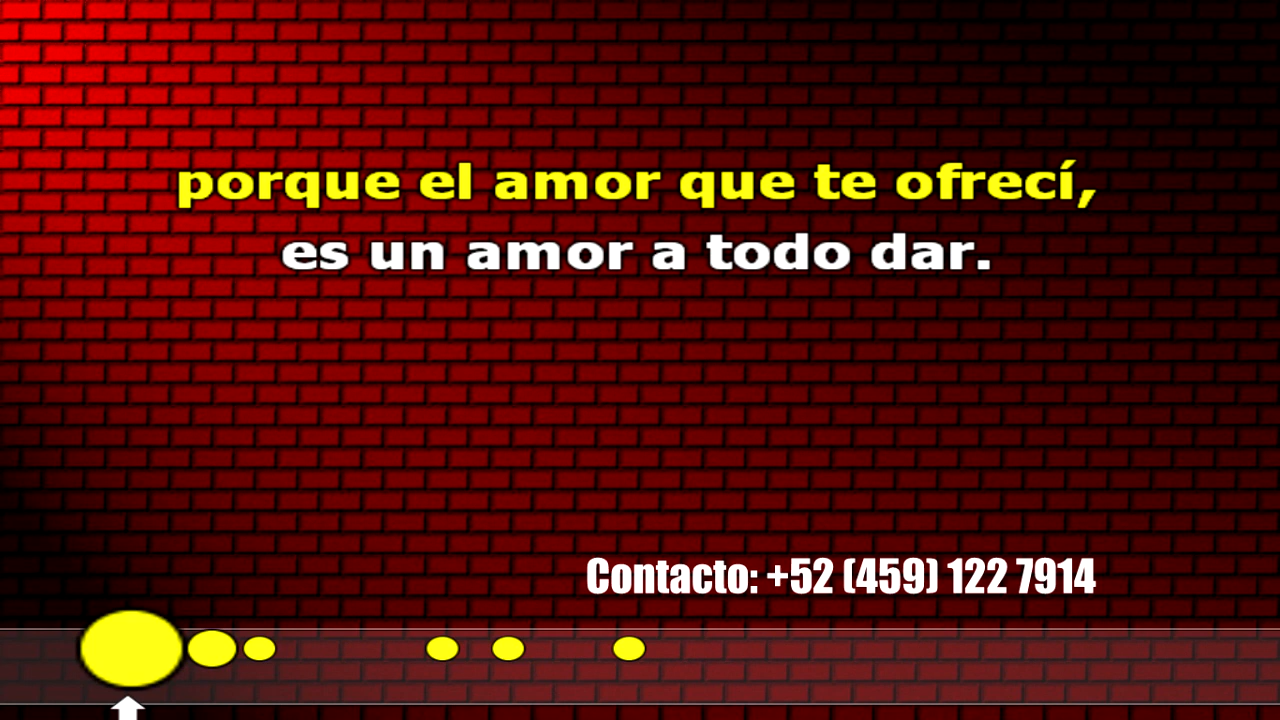 porque el amor que te ofrecí,
es un amor a todo dar.
Contacto: +52 (459) 122 7914